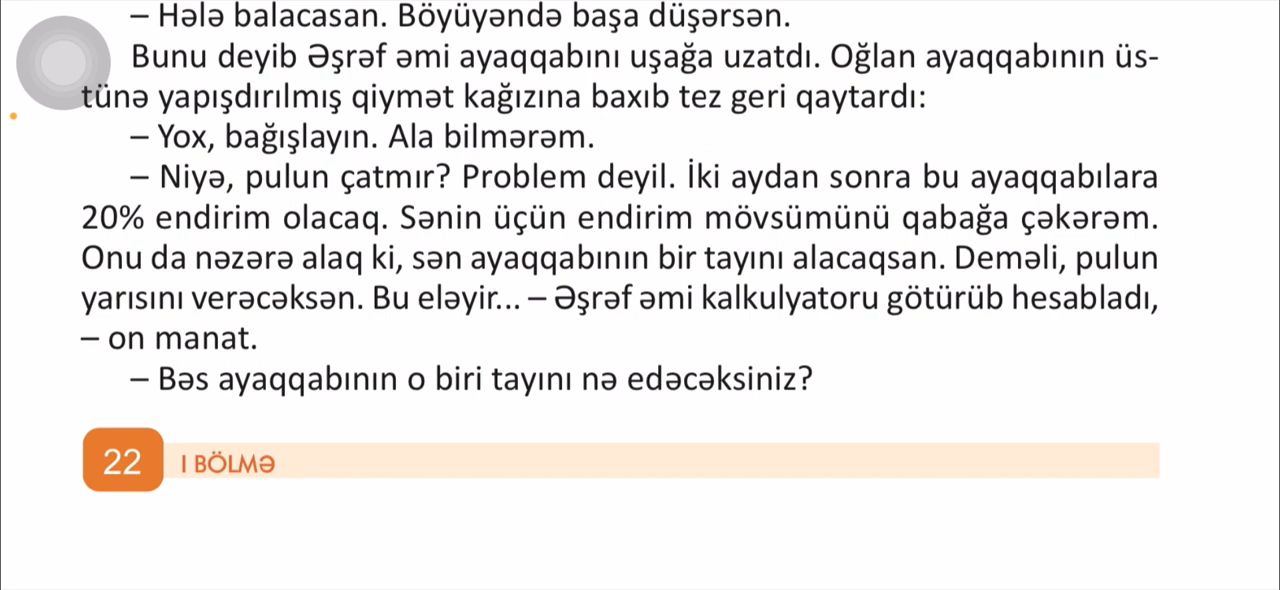 – Hələ balacasan. Böyüyəndə başa düşərsən.
Bunu deyib Əşrəf əmi ayaqqabını uşağa uzatdı. Oğlan ayaqqabının üs-
tünə yapışdırılmış qiymət kağızına baxıb tez geri qaytardı:
– Yox, bağışlayın. Ala bilmərəm.
– Niyə, pulun çatmır? Problem deyil. İki aydan sonra bu ayaqqabılara
20% endirim olacaq. Sənin üçün endirim mövsümünü qabağa çəkərəm.
Onu da nəzərə alaq ki, sən ayaqqabının bir tayını alacaqsan. Deməli, pulun
yarısını verəcəksən. Bu eləyir... – Əşrəf əmi kalkulyatoru götürüb hesabladı,
– on manat.
– Bəs ayaqqabının o biri tayını nə edəcəksiniz?
22 I BÖLMƏ